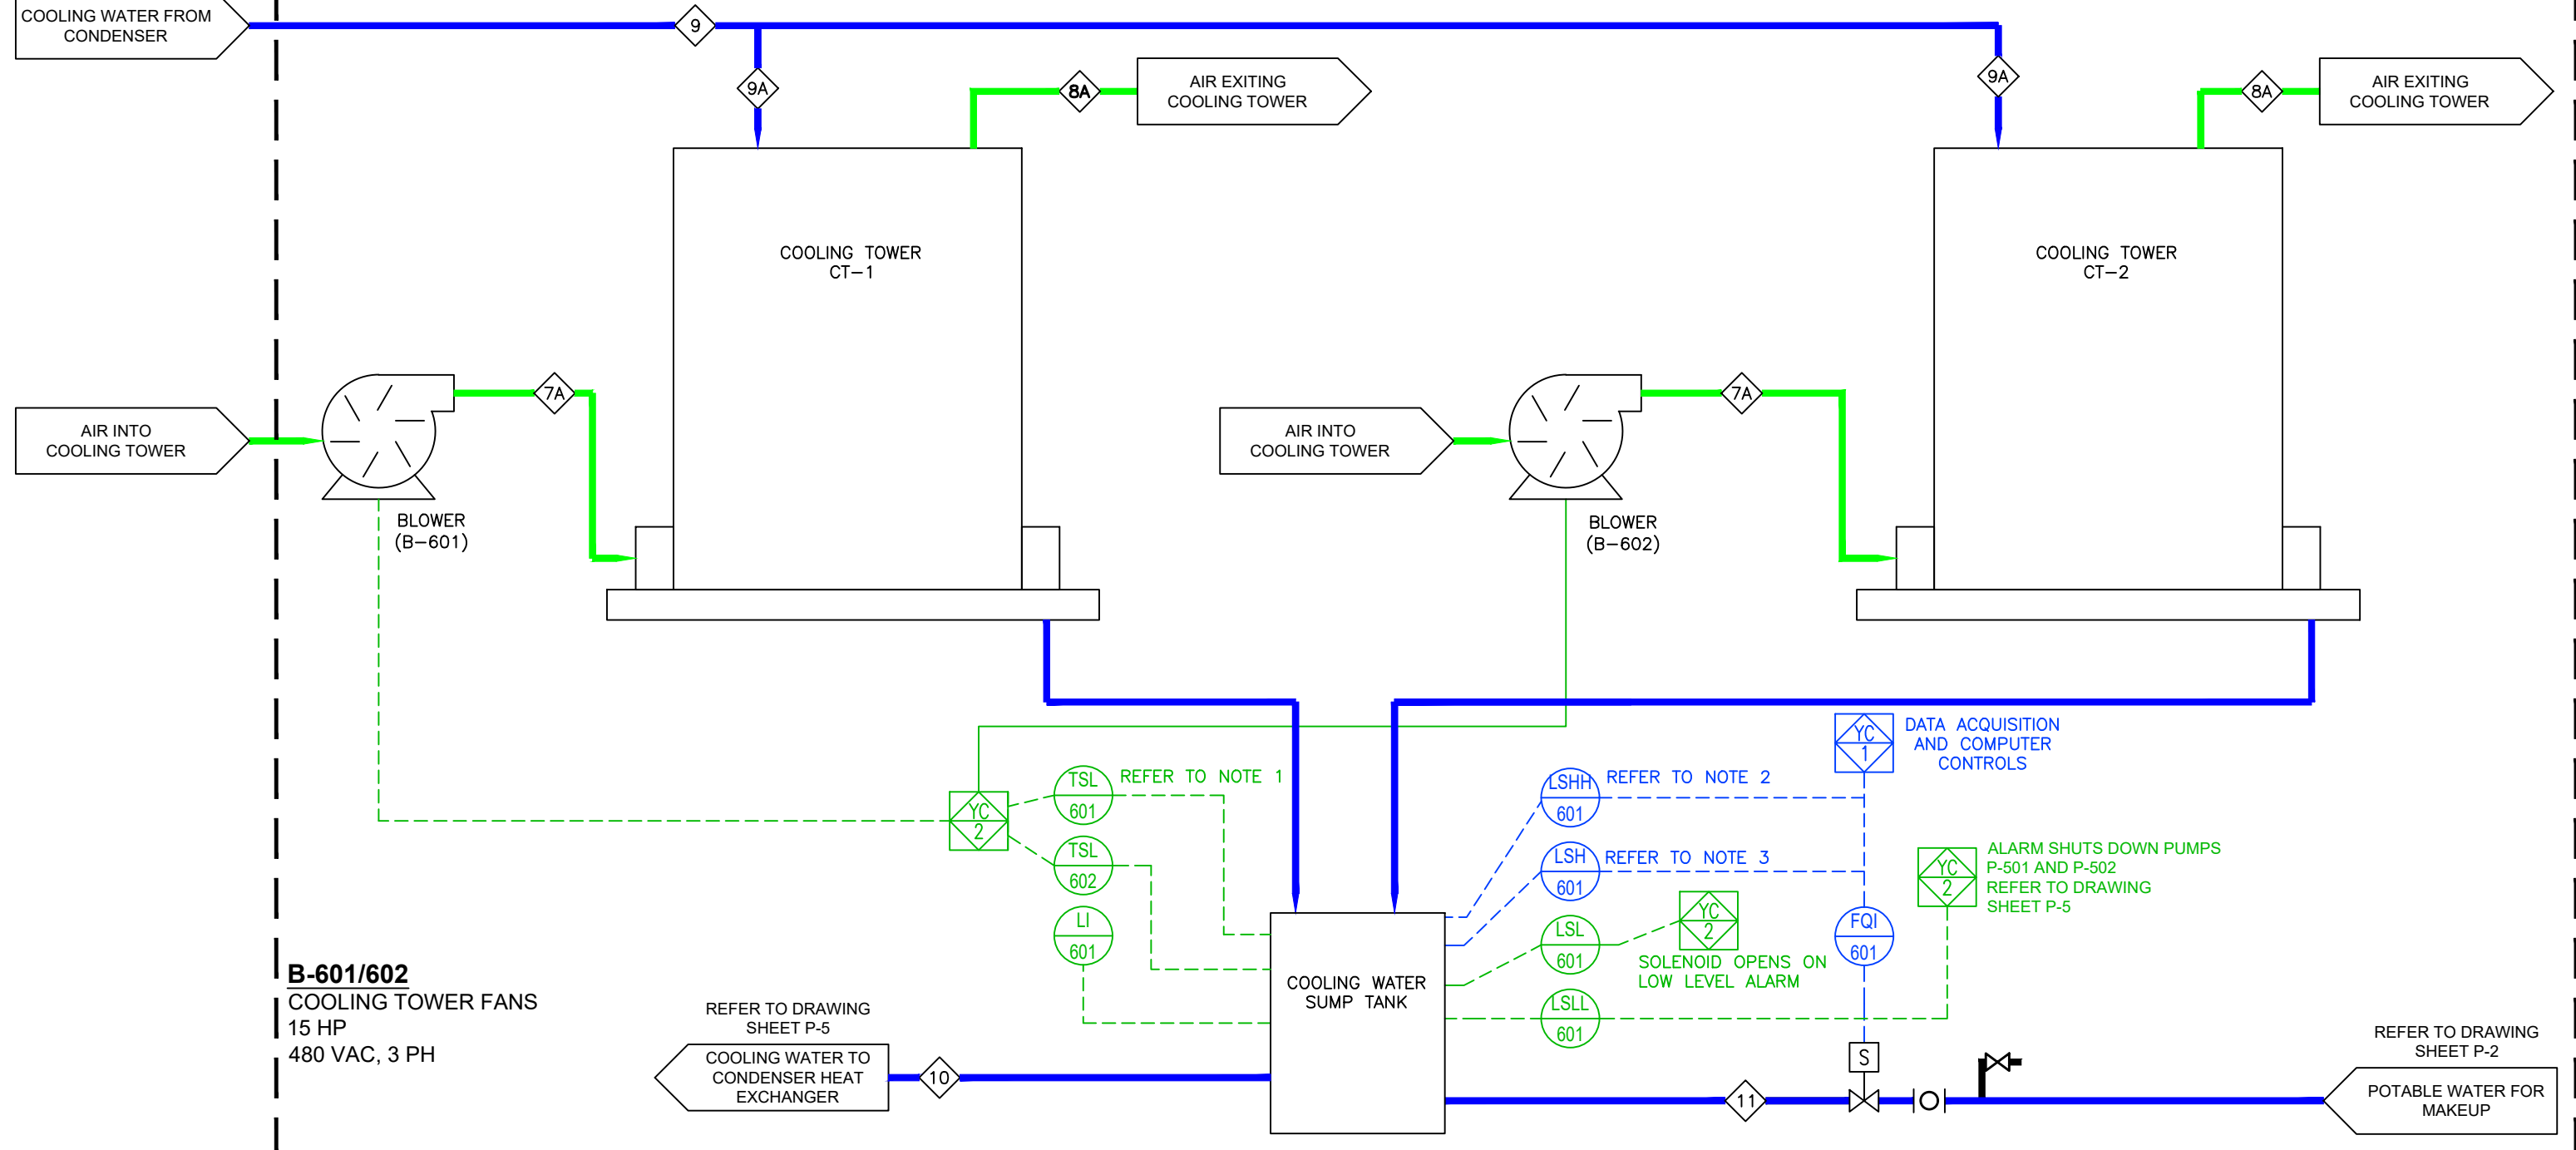 COOLING WATER FROM
CONDENSER
9
9A
8A
AIR EXITING
COOLING TOWER
9A
8A
AIR EXITING
COOLING TOWER
COOLING TOWER
CT-1
COOLING TOWER
CT-2
AIR INTO
COOLING TOWER
7A
BLOWER
(B-601)
AIR INTO
COOLING TOWER
7A
BLOWER
(B-602)
YC
2
TSL
601
REFER TO NOTE 1
TSL
602
LI
601
LSHH
601
REFER TO NOTE 2
YC
1
DATA ACQUISITION
AND COMPUTER
CONTROLS
LSH
601
REFER TO NOTE 3
LSL
601
YC
2
SOLENOID OPENS ON
LOW LEVEL ALARM
FQI
601
YC
2
ALARM SHUTS DOWN PUMPS
P-501 AND P-502
REFER TO DRAWING
SHEET P-5
LSLL
601
COOLING WATER
SUMP TANK
B-601/602
COOLING TOWER FANS
15 HP
480 VAC, 3 PH
REFER TO DRAWING
SHEET P-5
COOLING WATER TO
CONDENSER HEAT
EXCHANGER
10
11
S
REFER TO DRAWING
SHEET P-2
POTABLE WATER FOR
MAKEUP